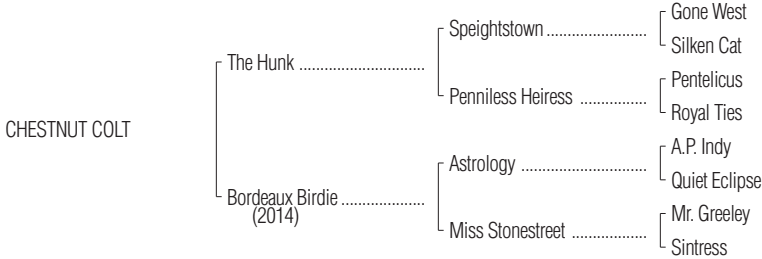 Gone West
Speightstown ........................
Silken Cat
The Hunk .............................
Pentelicus
Penniless Heiress ................
Royal Ties
CHESTNUT COLT
A.P. Indy
Astrology ..............................
Quiet Eclipse
Bordeaux Birdie ...................
(2014)
Mr. Greeley
Miss Stonestreet ..................
Sintress